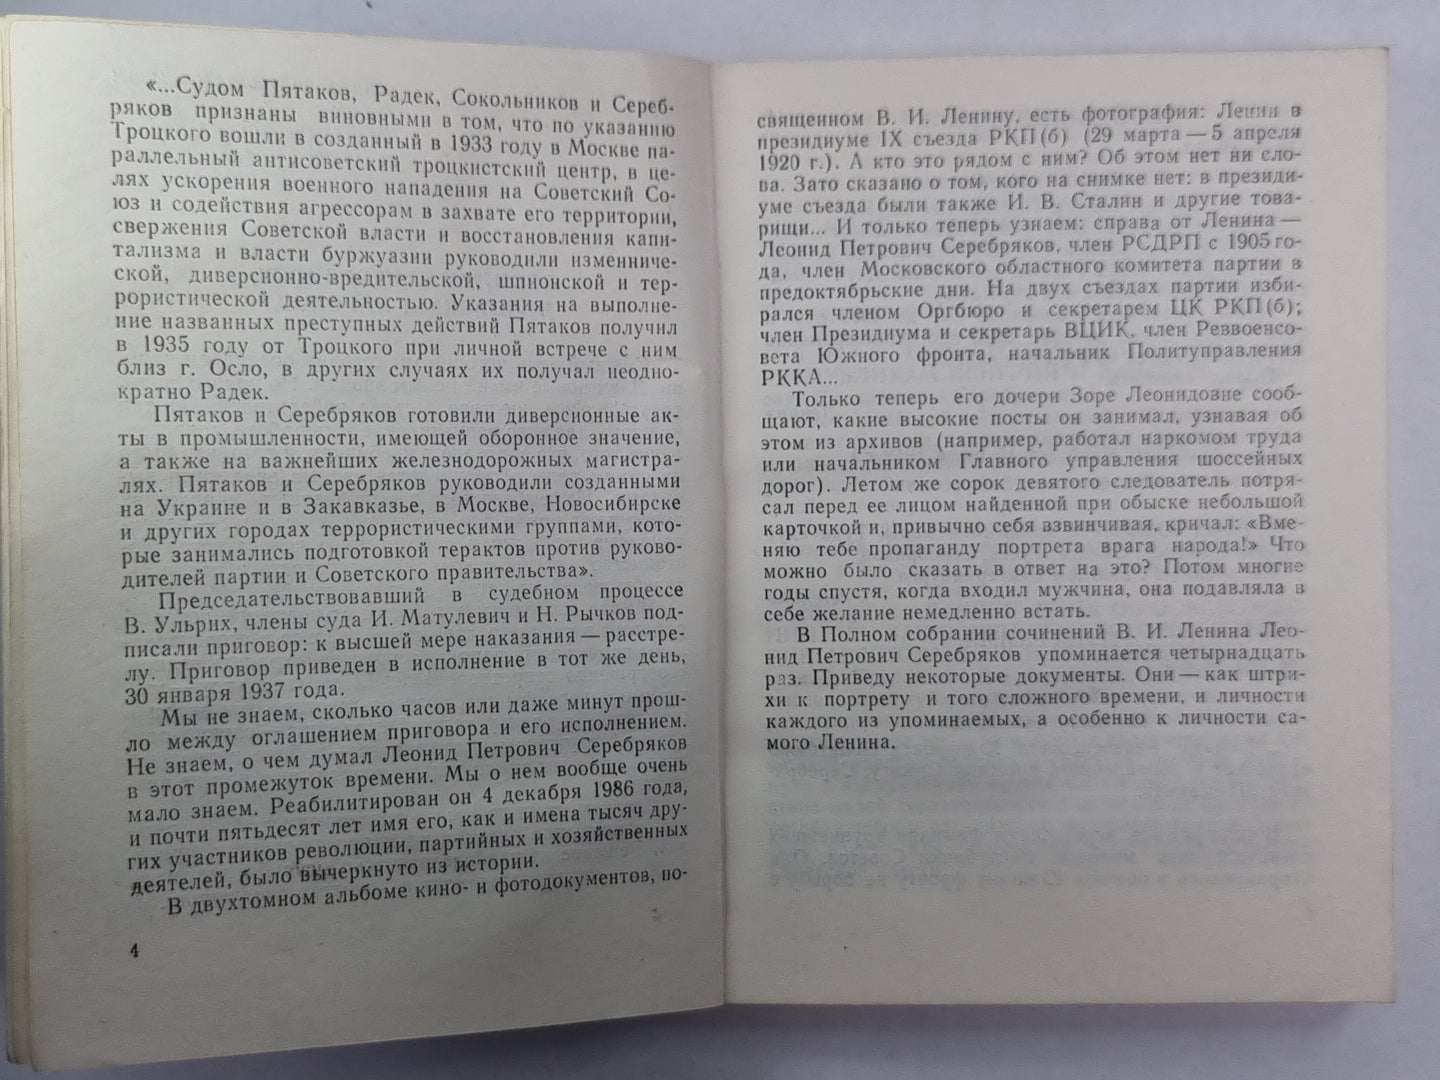 «...Судом Пятаков, Радек, Сокольников и Сереб-
ряков признаны виновными в том, что по указанию
Троцкого вошли в созданный в 1933 году в Москве па-
раллельный антисоветский троцкистский центр, в це-
лях ускорения военного нападения на Советский Со-
юз и содействия агрессорам в захвате его территории,
свержения Советской власти и восстановления капи-
тализма и власти буржуазии руководили изменниче-
ской, диверсионно-вредительской, шпионской и тер-
рористической деятельностью. Указания на выполне-
ние названных преступных действий Пятаков получил
в 1935 году от Троцкого при личной встрече с ним
близ г. Осло, в других случаях их получал неодно-
кратно Радек.
Пятаков и Серебряков готовили диверсионные ак-
ты в промышленности, имеющей оборонное значение,
а также на важнейших железнодорожных магистра-
лях. Пятаков и Серебряков руководили созданными
на Украине и в Закавказье, в Москве, Новосибирске
и других городах террористическими группами, кото-
рые занимались подготовкой терактов против руково-
дителей партии и Советского правительства».
Председательствовавший в судебном процессе
В. Ульрих, члены суда И. Матулевич и Н. Рычков под-
писали приговор: к высшей мере наказания — расстре-
лу. Приговор приведен в исполнение в тот же день,
30 января 1937 года.
Мы не знаем, сколько часов или даже минут прош-
ло между оглашением приговора и его исполнением.
Не знаем, о чем думал Леонид Петрович Серебряков
в этот промежуток времени. Мы о нем вообще очень
мало знаем. Реабилитирован он 4 декабря 1986 года,
и почти пятьдесят лет имя его, как и имена тысяч дру-
гих участников революции, партийных и хозяйственных
деятелей, было вычеркнуто из истории.
В двухтомном альбоме кино- и фотодокументов, по-
4
священном В. И. Ленину, есть фотография: Ленин в
президиуме IX съезда РКП(б) (29 марта — 5 апреля
1920 г.). А кто это рядом с ним? Об этом нет ни сло-
ва. Зато сказано о том, кого на снимке нет: в президи-
уме съезда были также И. В. Сталин и другие това-
рищи... И только теперь узнаем: справа от Ленина —
Леонид Петрович Серебряков, член РСДРП с 1905 го-
да, член Московского областного комитета партии в
предоктябрьские дни. На двух съездах партии изби-
рался членом Оргбюро и секретарем ЦК РКП(б);
член Президиума и секретарь ВЦИК, член Реввоенсо-
вета Южного фронта, начальник Политуправления
РККА...
Только теперь его дочери Зоре Леонидовне сооб-
щают, какие высокие посты он занимал, узнавая об
этом из архивов (например, работал наркомом труда
или начальником Главного управления шоссейных
дорог). Летом же сорок девятого следователь потря-
сал перед ее лицом найденной при обыске небольшой
карточкой и, привычно себя взвинчивая, кричал: «Вме-
няю тебе пропаганду портрета врага народа!» Что
можно было сказать в ответ на это? Потом многие
годы спустя, когда входил мужчина, она подавляла в
себе желание немедленно встать.
В Полном собрании сочинений В. И. Ленина Лео-
нид Петрович Серебряков упоминается четырнадцать
раз. Приведу некоторые документы. Они — как штри-
хи к портрету и того сложного времени, и личности
каждого из упоминаемых, а особенно к личности са-
мого Ленина.